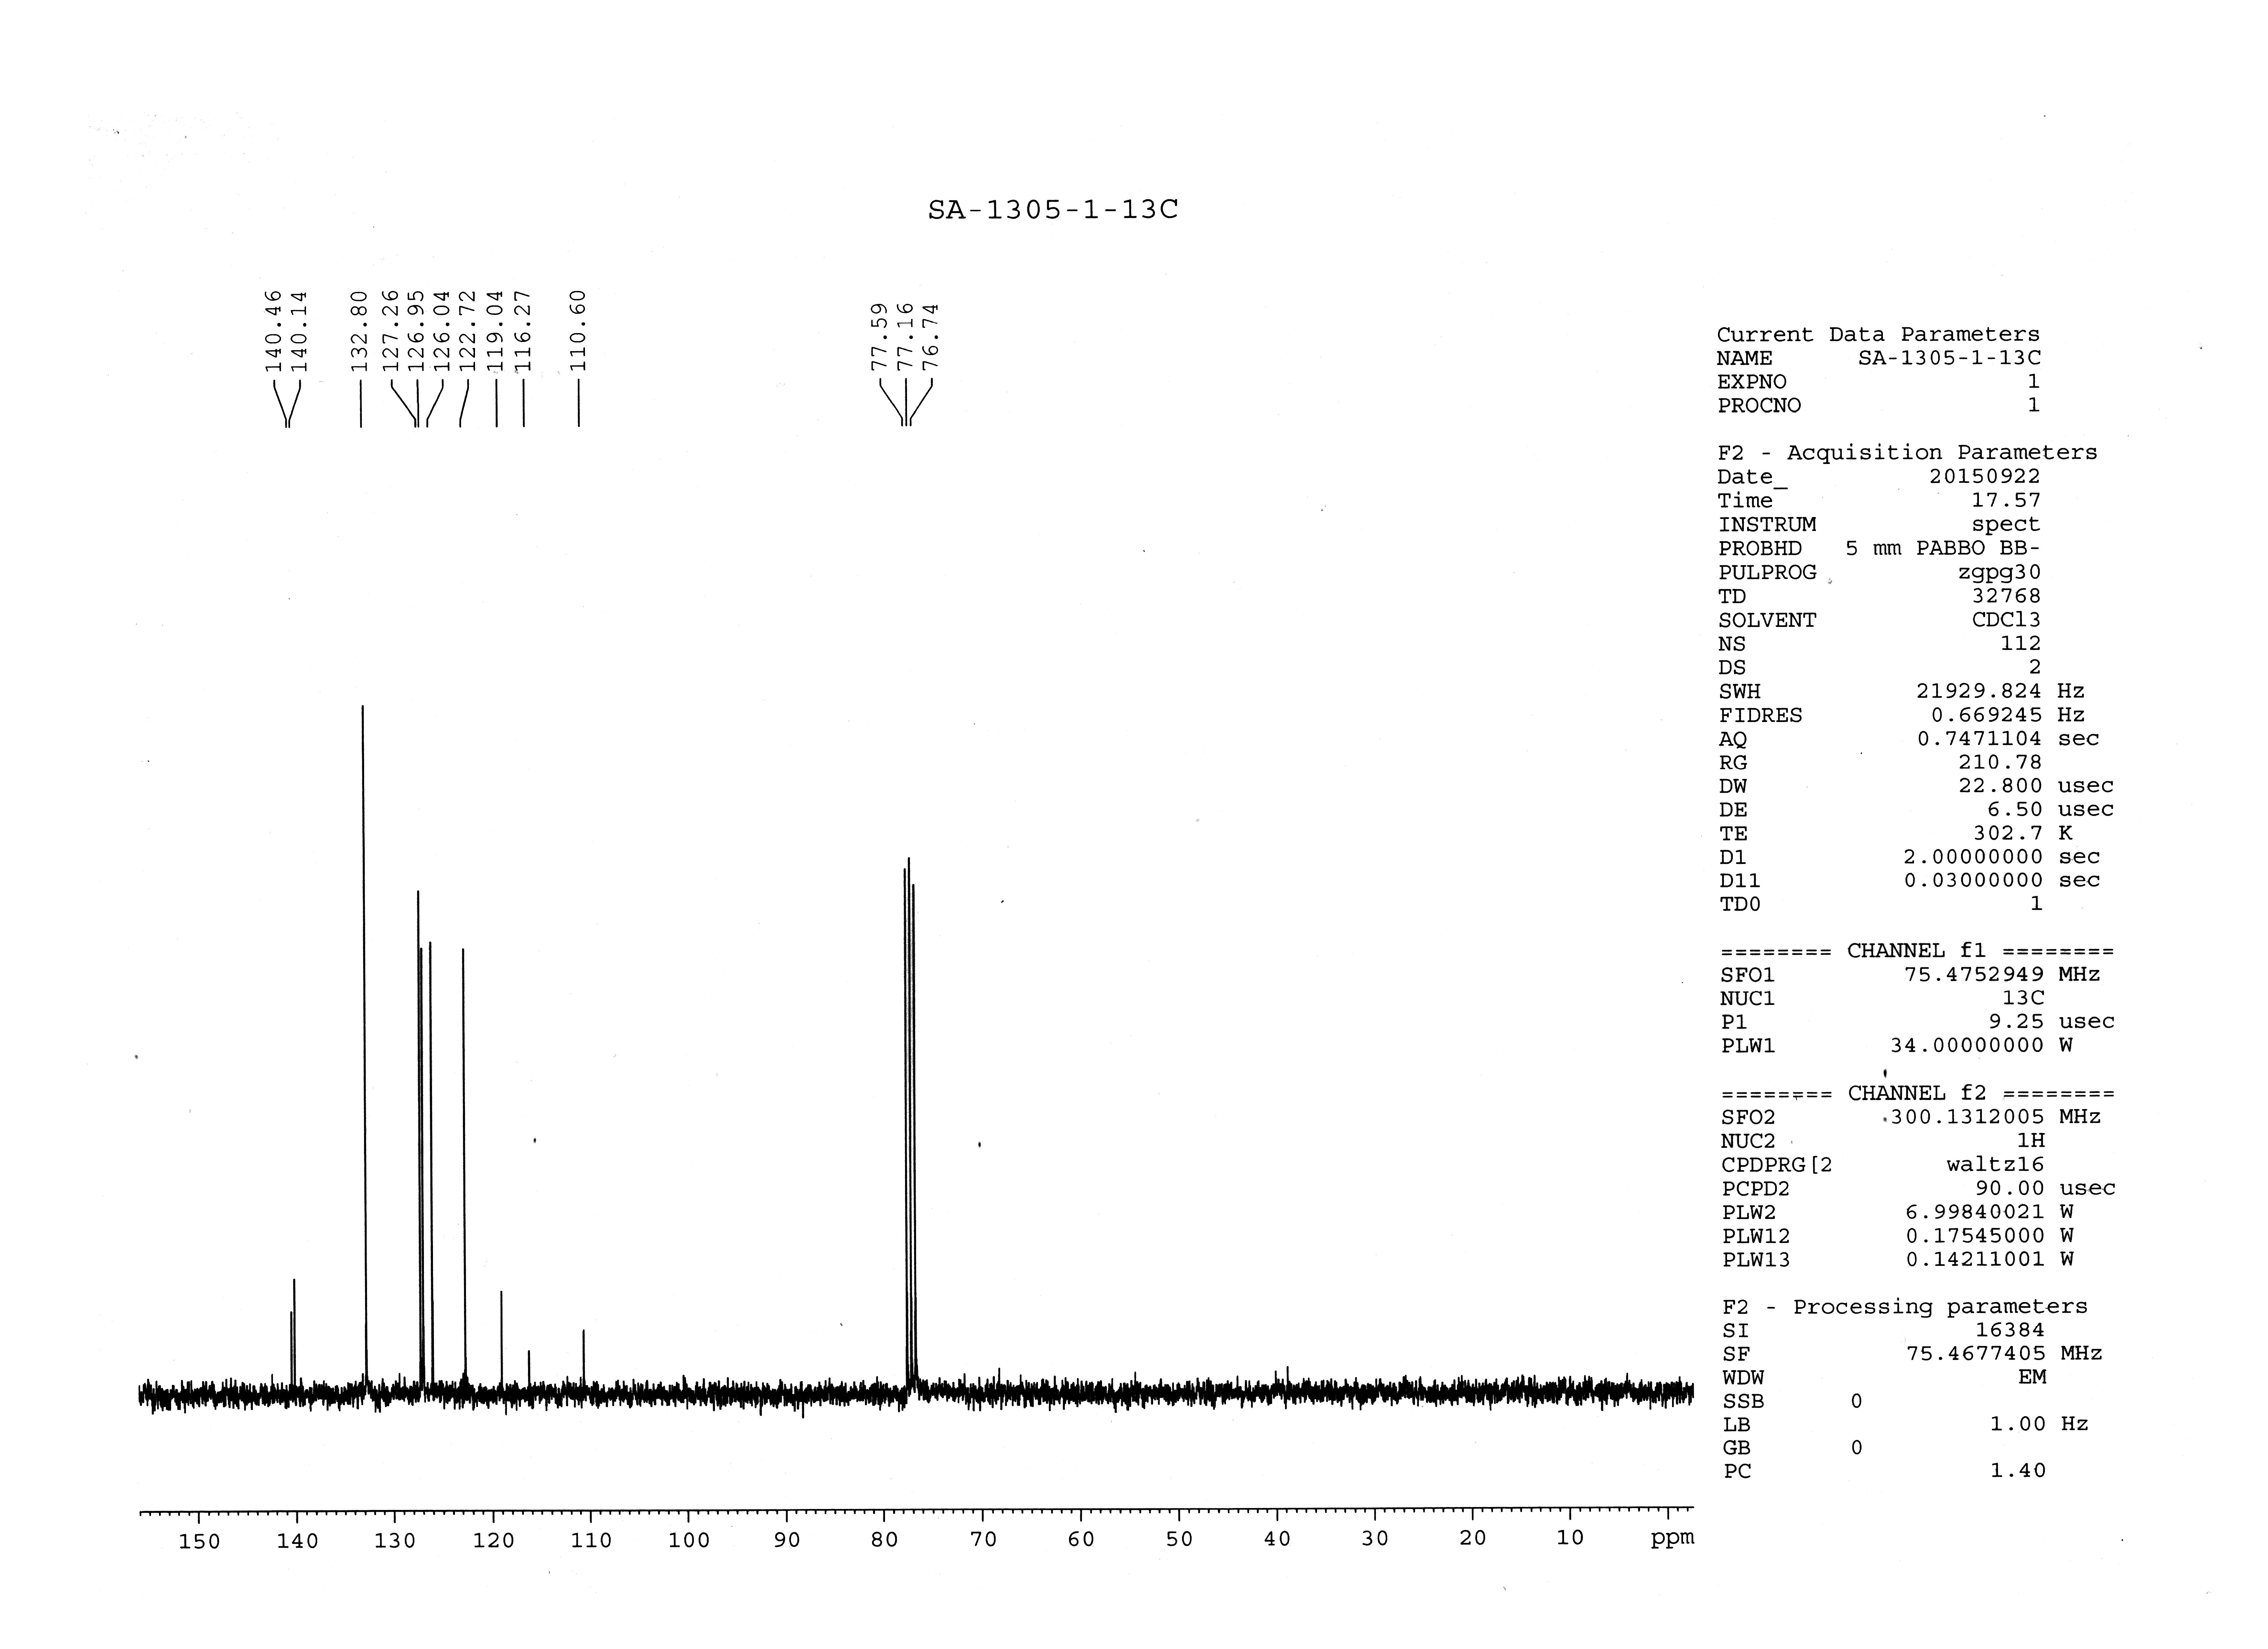 SA-1305-1-13C
140.46
140.14
132.80
127.26
126.95
126.04
122.72
119.04
116.27
110.60
77.59
77.16
76.74
150 140 130 120 110 100 90 80 70 60 50 40 30 20 10 ppm
Current Data Parameters
NAME SA-1305-1-13C
EXPNO 1
PROCNO 1
F2 - Acquisition Parameters
Date_ 20150922
Time 17.57
INSTRUM spect
PROBHD 5 mm PABBO BB-
PULPROG zgpg30
TD 32768
SOLVENT CDCl3
NS 112
DS 2
SWH 21929.824 Hz
FIDRES 0.669245 Hz
AQ 0.7471104 sec
RG 210.78
DW 22.800 usec
DE 6.50 usec
TE 302.7 K
D1 2.00000000 sec
D11 0.03000000 sec
TD0 1
======== CHANNEL f1 ========
SFO1 75.4752949 MHz
NUC1 13C
P1 9.25 usec
PLW1 34.00000000 W
======== CHANNEL f2 ========
SFO2 300.1312005 MHz
NUC2 1H
CPDPRG[2 waltz16
PCPD2 90.00 usec
PLW2 6.99840021 W
PLW12 0.17545000 W
PLW13 0.14211001 W
F2 - Processing parameters
SI 16384
SF 75.4677405 MHz
WDW EM
SSB 0
LB 1.00 Hz
GB 0
PC 1.40